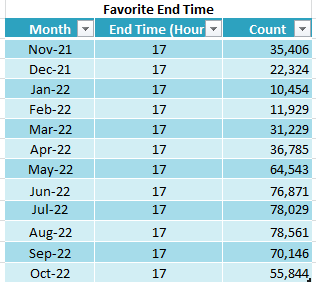 Favorite End Time
Month End Time (Hour Count
Nov-21 17 35,406
Dec-21 17 22,324
Jan-22 17 10,454
Feb-22 17 11,929
Mar-22 17 31,229
Apr-22 17 36,785
May-22 17 64,543
Jun-22 17 76,871
Jul-22 17 78,029
Aug-22 17 78,561
Sep-22 17 70,146
Oct-22 17 55,844